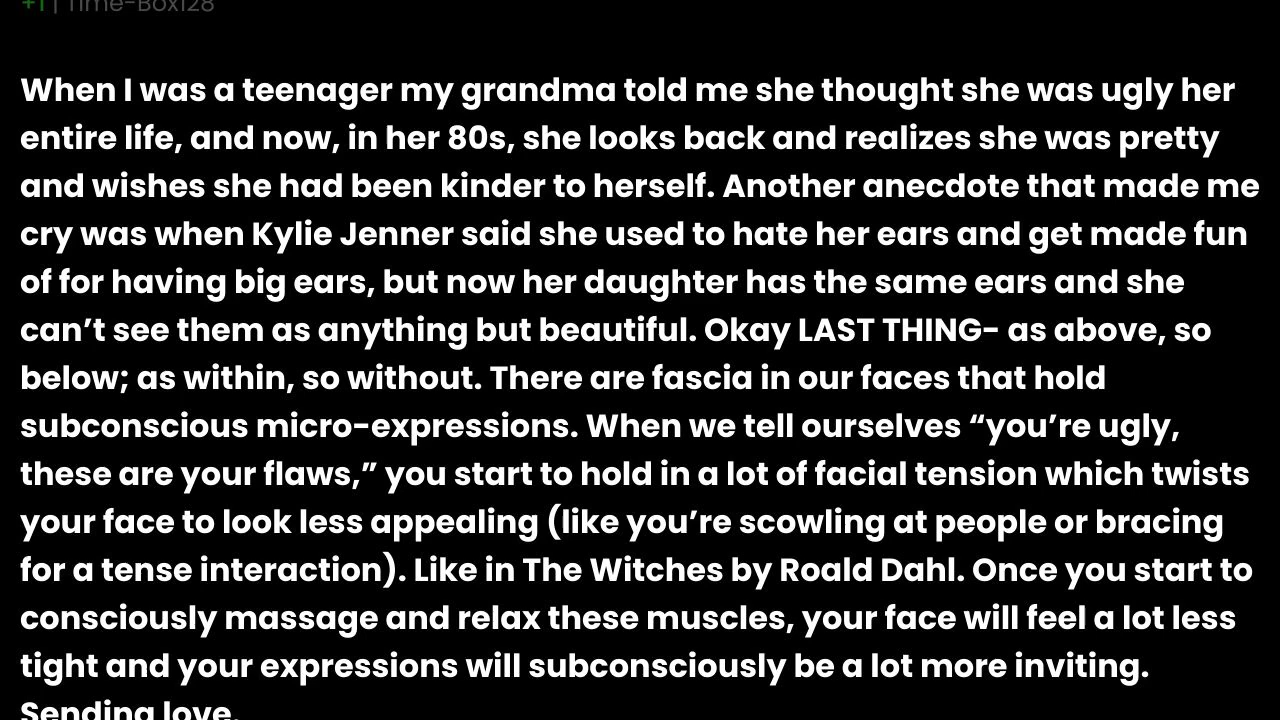 +1 | Time-Box128
When I was a teenager my grandma told me she thought she was ugly her
entire life, and now, in her 80s, she looks back and realizes she was pretty
and wishes she had been kinder to herself. Another anecdote that made me
cry was when Kylie Jenner said she used to hate her ears and get made fun
of for having big ears, but now her daughter has the same ears and she
can’t see them as anything but beautiful. Okay LAST THING- as above, so
below; as within, so without. There are fascia in our faces that hold
subconscious micro-expressions. When we tell ourselves “you’re ugly,
these are your flaws,” you start to hold in a lot of facial tension which twists
your face to look less appealing (like you’re scowling at people or bracing
for a tense interaction). Like in The Witches by Roald Dahl. Once you start to
consciously massage and relax these muscles, your face will feel a lot less
tight and your expressions will subconsciously be a lot more inviting.
Sending love.